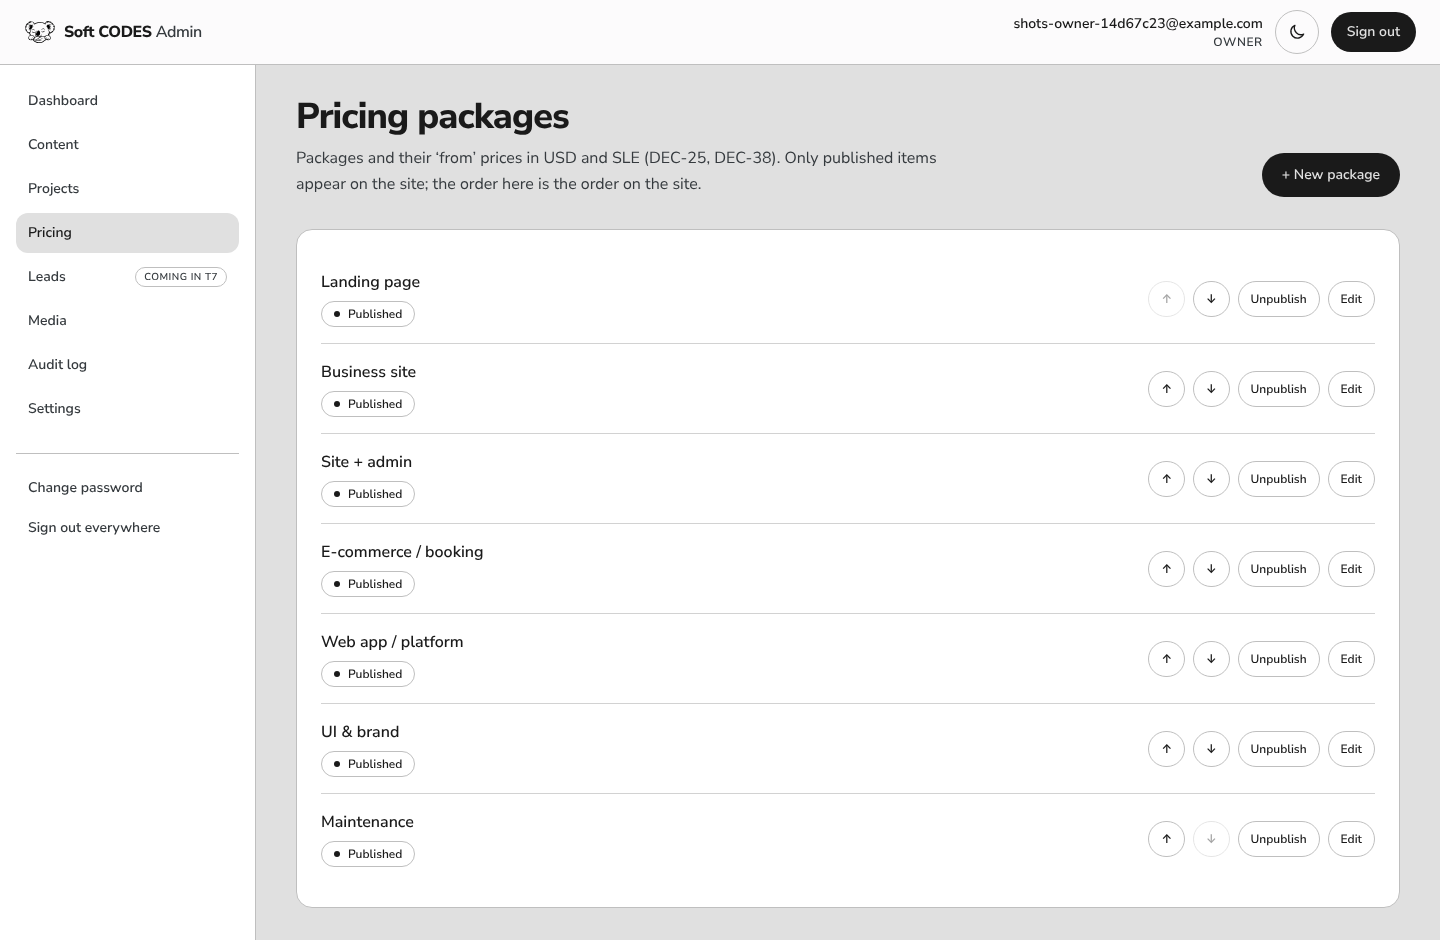 Soft CODES Admin
shots-owner-14d67c23@example.com
OWNER
Sign out
Dashboard
Content
Projects
Pricing
Leads
COMING IN T7
Media
Audit log
Settings
Change password
Sign out everywhere
Pricing packages
Packages and their ‘from’ prices in USD and SLE (DEC-25, DEC-38). Only published items
appear on the site; the order here is the order on the site.
+ New package
Landing page
Published
↑ ↓ Unpublish Edit
Business site
Published
↑ ↓ Unpublish Edit
Site + admin
Published
↑ ↓ Unpublish Edit
E-commerce / booking
Published
↑ ↓ Unpublish Edit
Web app / platform
Published
↑ ↓ Unpublish Edit
UI & brand
Published
↑ ↓ Unpublish Edit
Maintenance
Published
↑ ↓ Unpublish Edit